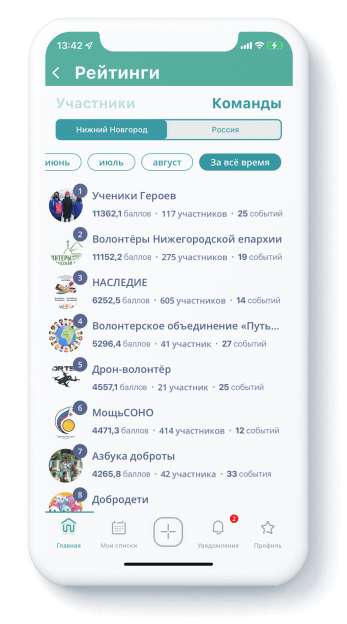 13:42
Рейтинги
Участники Команды
Нижний Новгород Россия
июнь июль август За всё время
1 Ученики Героев
11362,1 баллов • 117 участников • 25 событий
2 Волонтёры Нижегородской епархии
11152,2 баллов • 275 участников • 19 событий
3 НАСЛЕДИЕ
6252,5 баллов • 605 участников • 14 событий
4 Волонтерское объединение «Путь...
5296,4 баллов • 41 участник • 27 событий
5 Дрон-волонтёр
4557,1 баллов • 21 участник • 25 событий
6 МощьСОНО
4471,3 баллов • 414 участников • 12 событий
7 Азбука доброты
4265,8 баллов • 42 участника • 33 события
8 Добродети
2
Главная Мои списки Уведомления Профиль